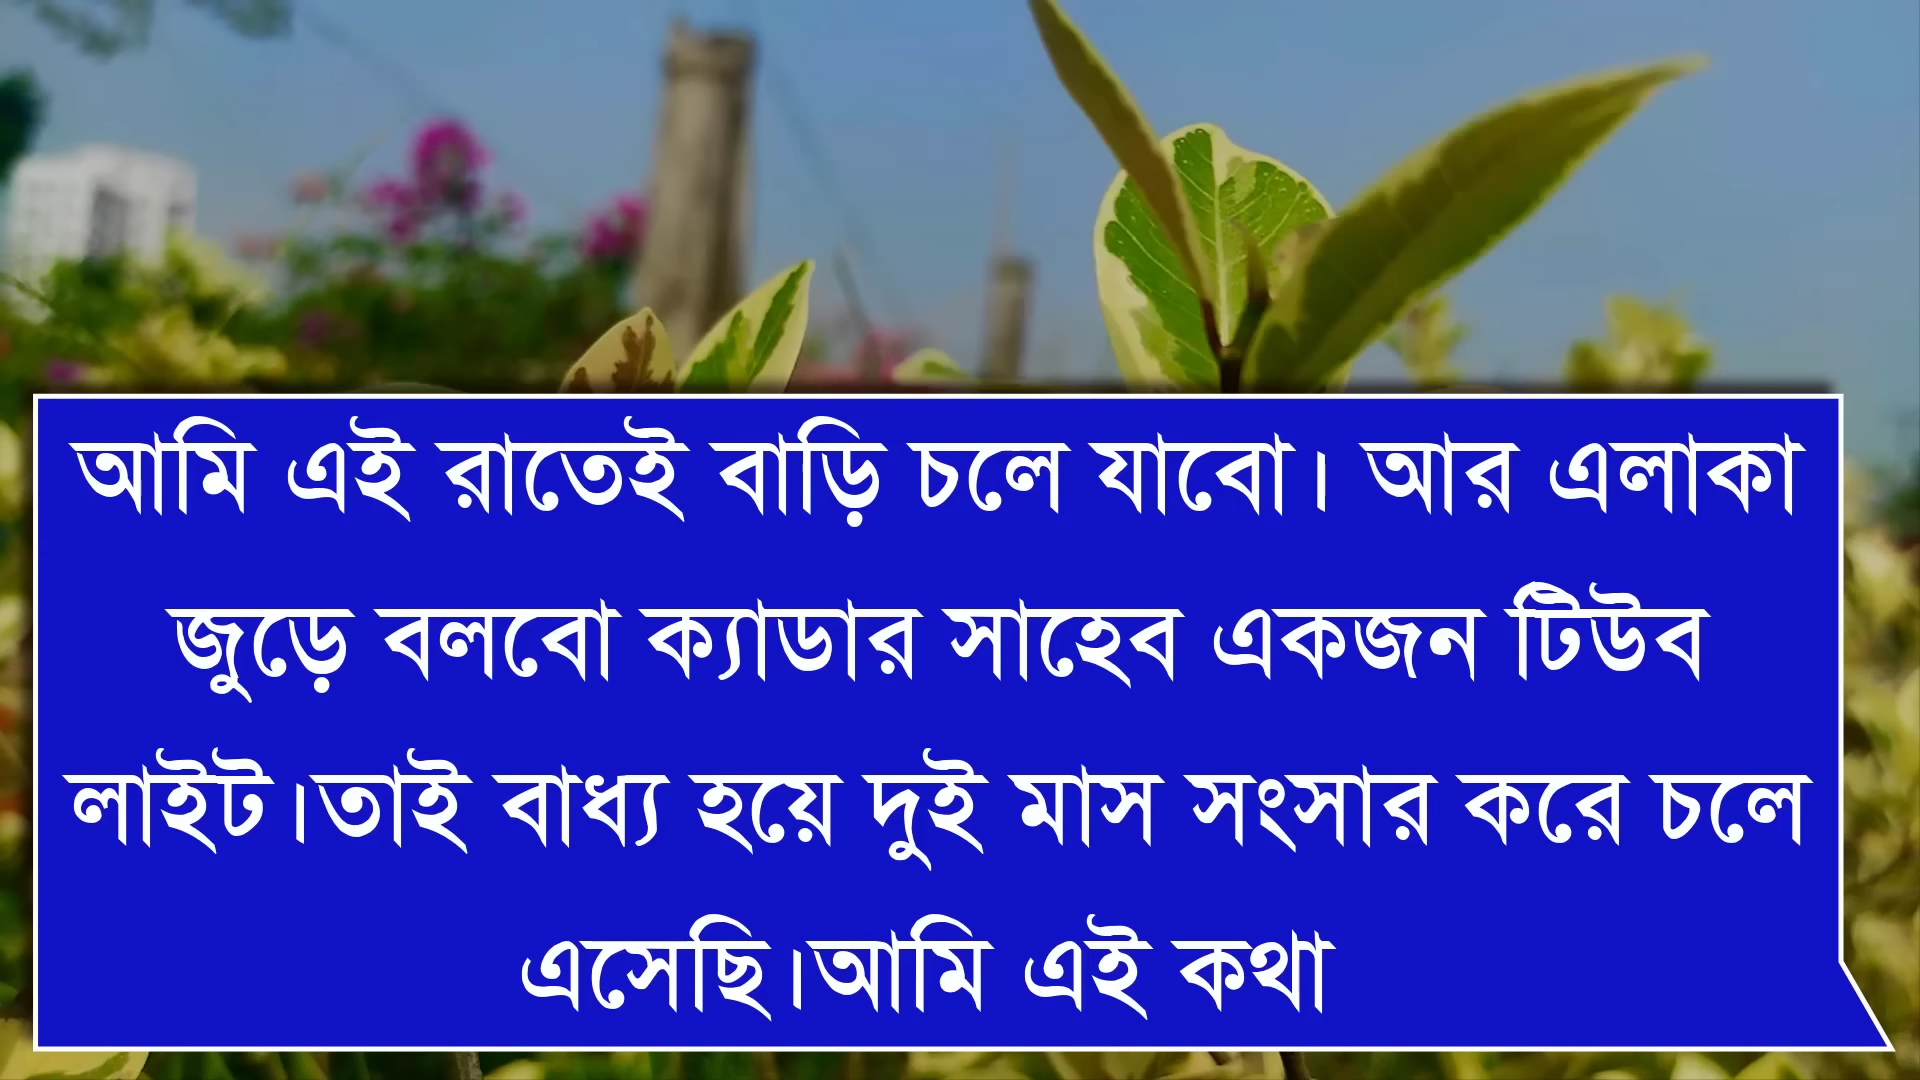 আমি এই রাতেই বাড়ি চলে যাবো। আর এলাকা
জুড়ে বলবো ক্যাডার সাহেব একজন টিউব
লাইট।তাই বাধ্য হয়ে দুই মাস সংসার করে চলে
এসেছি।আমি এই কথা